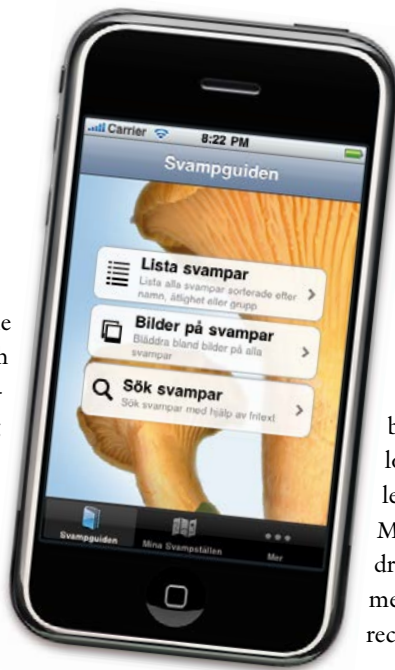 Carrier
8:22 PM
Svampguiden
Lista svampar
Lista alla svampar sorterade efter
namn, ätlighet eller grupp
Bilder på svampar
Bläddra bland bilder på alla
svampar
Sök svampar
Sök svampar med hjälp av fritext
Svampguiden
Mina Svampställen
Mer